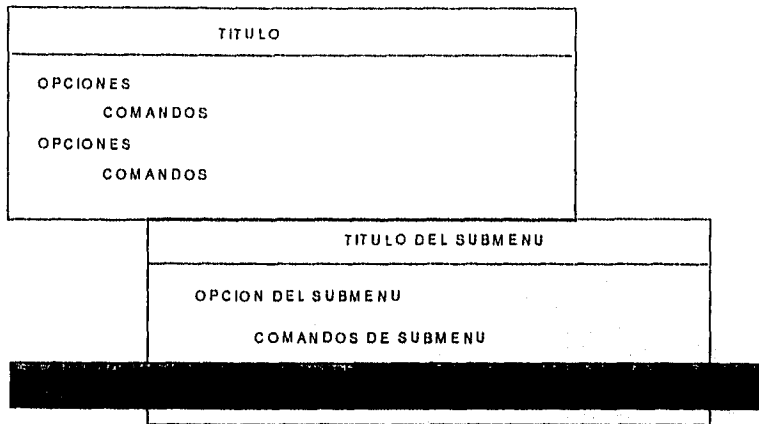 TITULO
OPCIONES
COMANDOS
OPCIONES
COMANDOS
TITULO DEL SUBMENU
OPCION DEL SUBMENU
COMANDOS DE SUBMENU